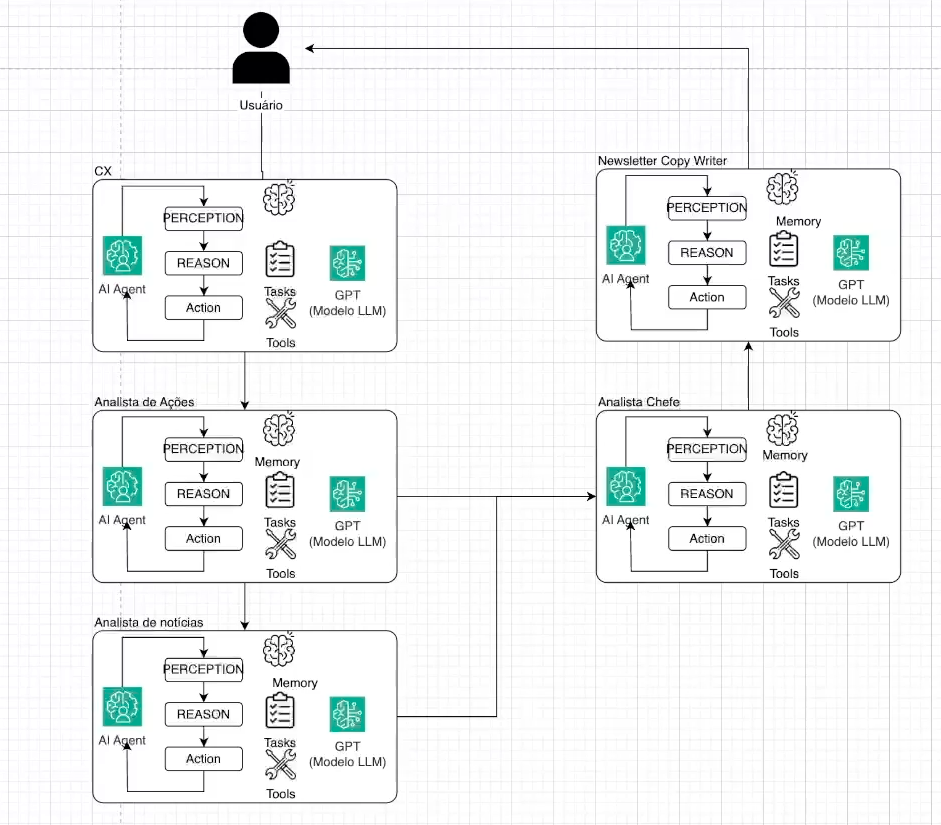 Usuário
CX
PERCEPTION
REASON
AI Agent
Action
Tasks
GPT
(Modelo LLM)
Tools
Newsletter Copy Writer
PERCEPTION
Memory
REASON
AI Agent
Action
Tasks
GPT
(Modelo LLM)
Tools
Analista de Ações
PERCEPTION
Memory
REASON
AI Agent
Action
Tasks
GPT
(Modelo LLM)
Tools
Analista Chefe
PERCEPTION
Memory
REASON
AI Agent
Action
Tasks
GPT
(Modelo LLM)
Tools
Analista de notícias
PERCEPTION
Memory
REASON
AI Agent
Action
Tasks
GPT
(Modelo LLM)
Tools